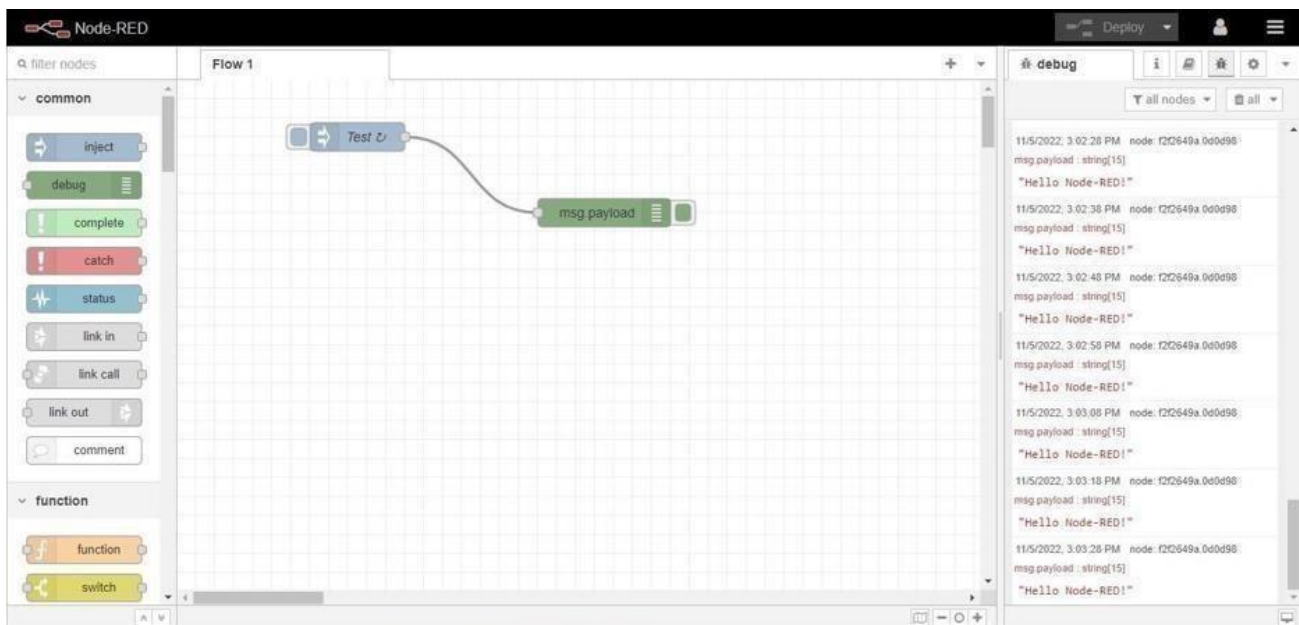 Node-RED
Deploy
filter nodes
Flow 1
debug
i
all nodes
all
common
inject
debug
complete
catch
status
link in
link call
link out
comment
function
function
switch
Test ↻
msg.payload
11/5/2022, 3:02:28 PM node: f2f2649a.0d0d98
msg.payload : string[15]
"Hello Node-RED!"
11/5/2022, 3:02:38 PM node: f2f2649a.0d0d98
msg.payload : string[15]
"Hello Node-RED!"
11/5/2022, 3:02:48 PM node: f2f2649a.0d0d98
msg.payload : string[15]
"Hello Node-RED!"
11/5/2022, 3:02:58 PM node: f2f2649a.0d0d98
msg.payload : string[15]
"Hello Node-RED!"
11/5/2022, 3:03:08 PM node: f2f2649a.0d0d98
msg.payload : string[15]
"Hello Node-RED!"
11/5/2022, 3:03:18 PM node: f2f2649a.0d0d98
msg.payload : string[15]
"Hello Node-RED!"
11/5/2022, 3:03:28 PM node: f2f2649a.0d0d98
msg.payload : string[15]
"Hello Node-RED!"